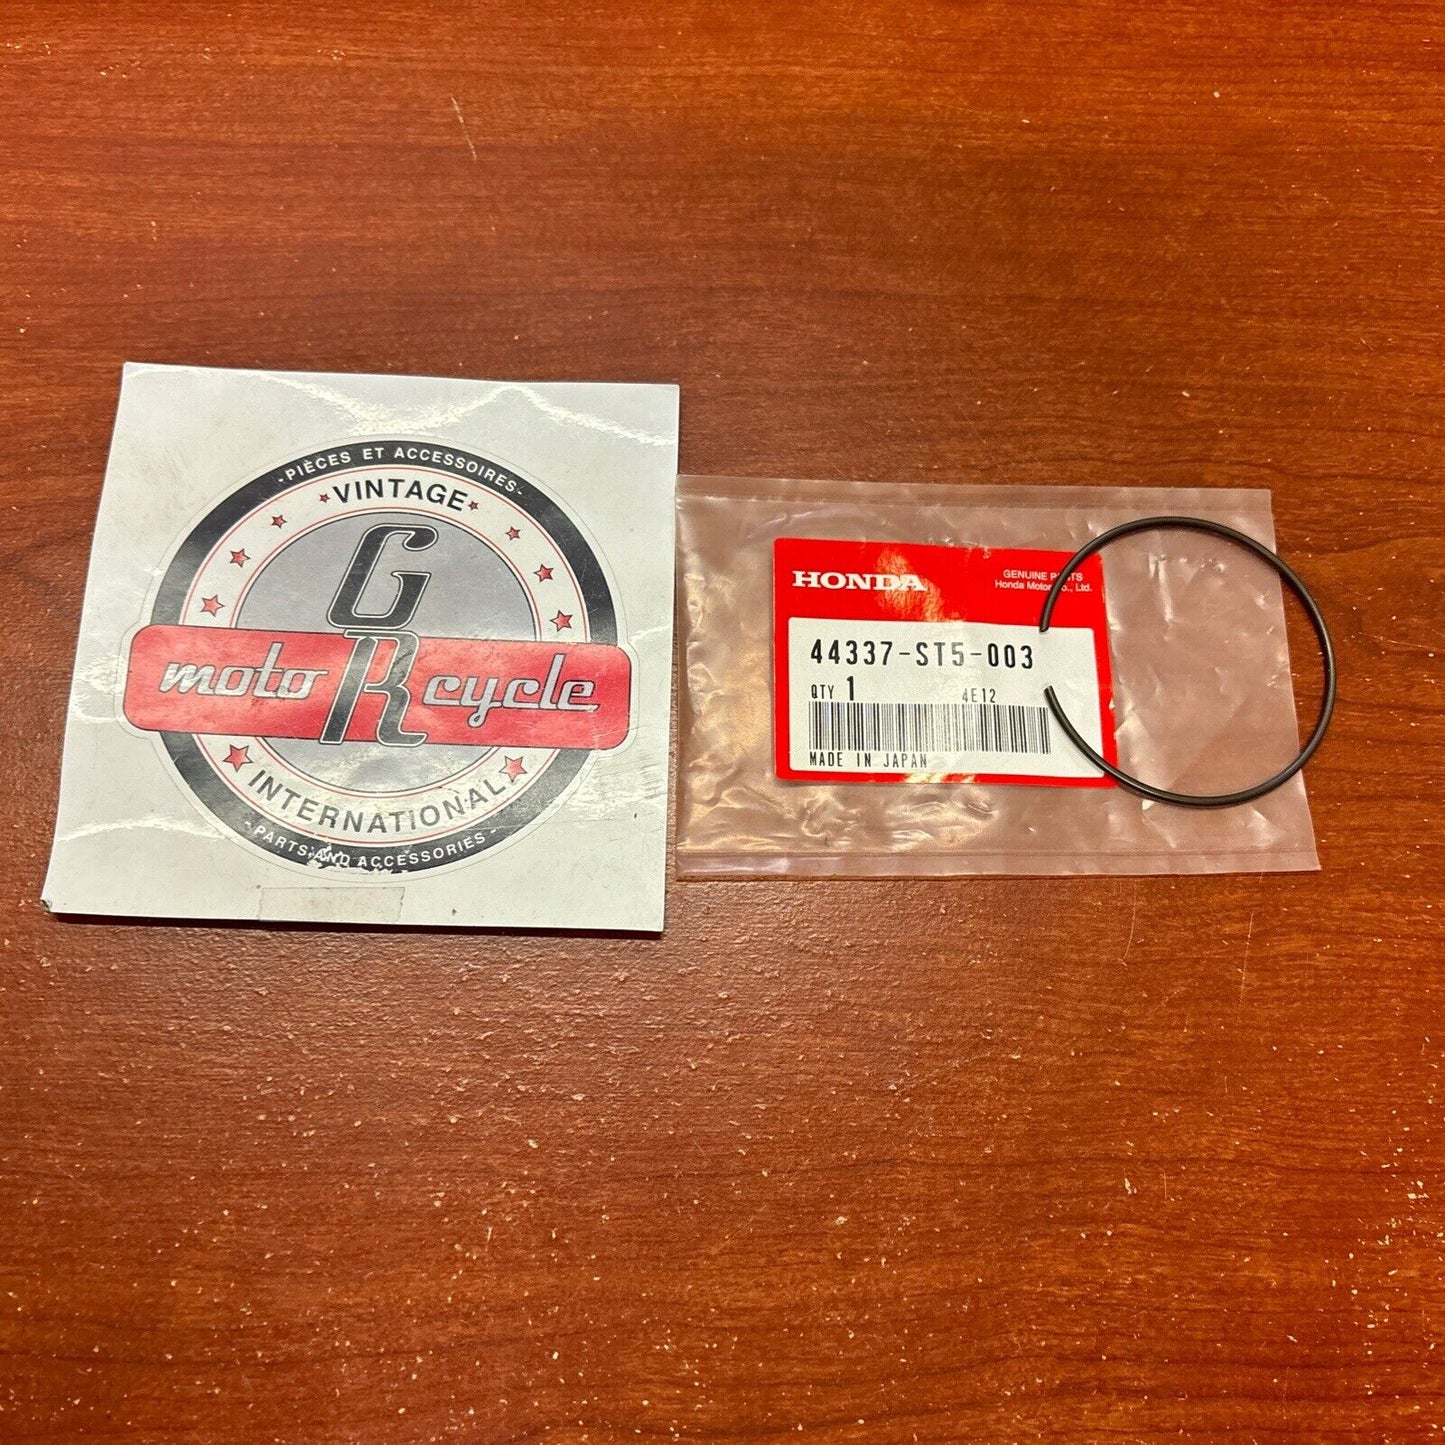 -PIÈCES ET ACCESSOIRES-
VINTAGE
GR
moto cycle
INTERNATIONAL
-PARTS AND ACCESSORIES-
HONDA
GENUINE PARTS
Honda Motor Co., Ltd.
44337-ST5-003
QTY 1 4E12
MADE IN JAPAN